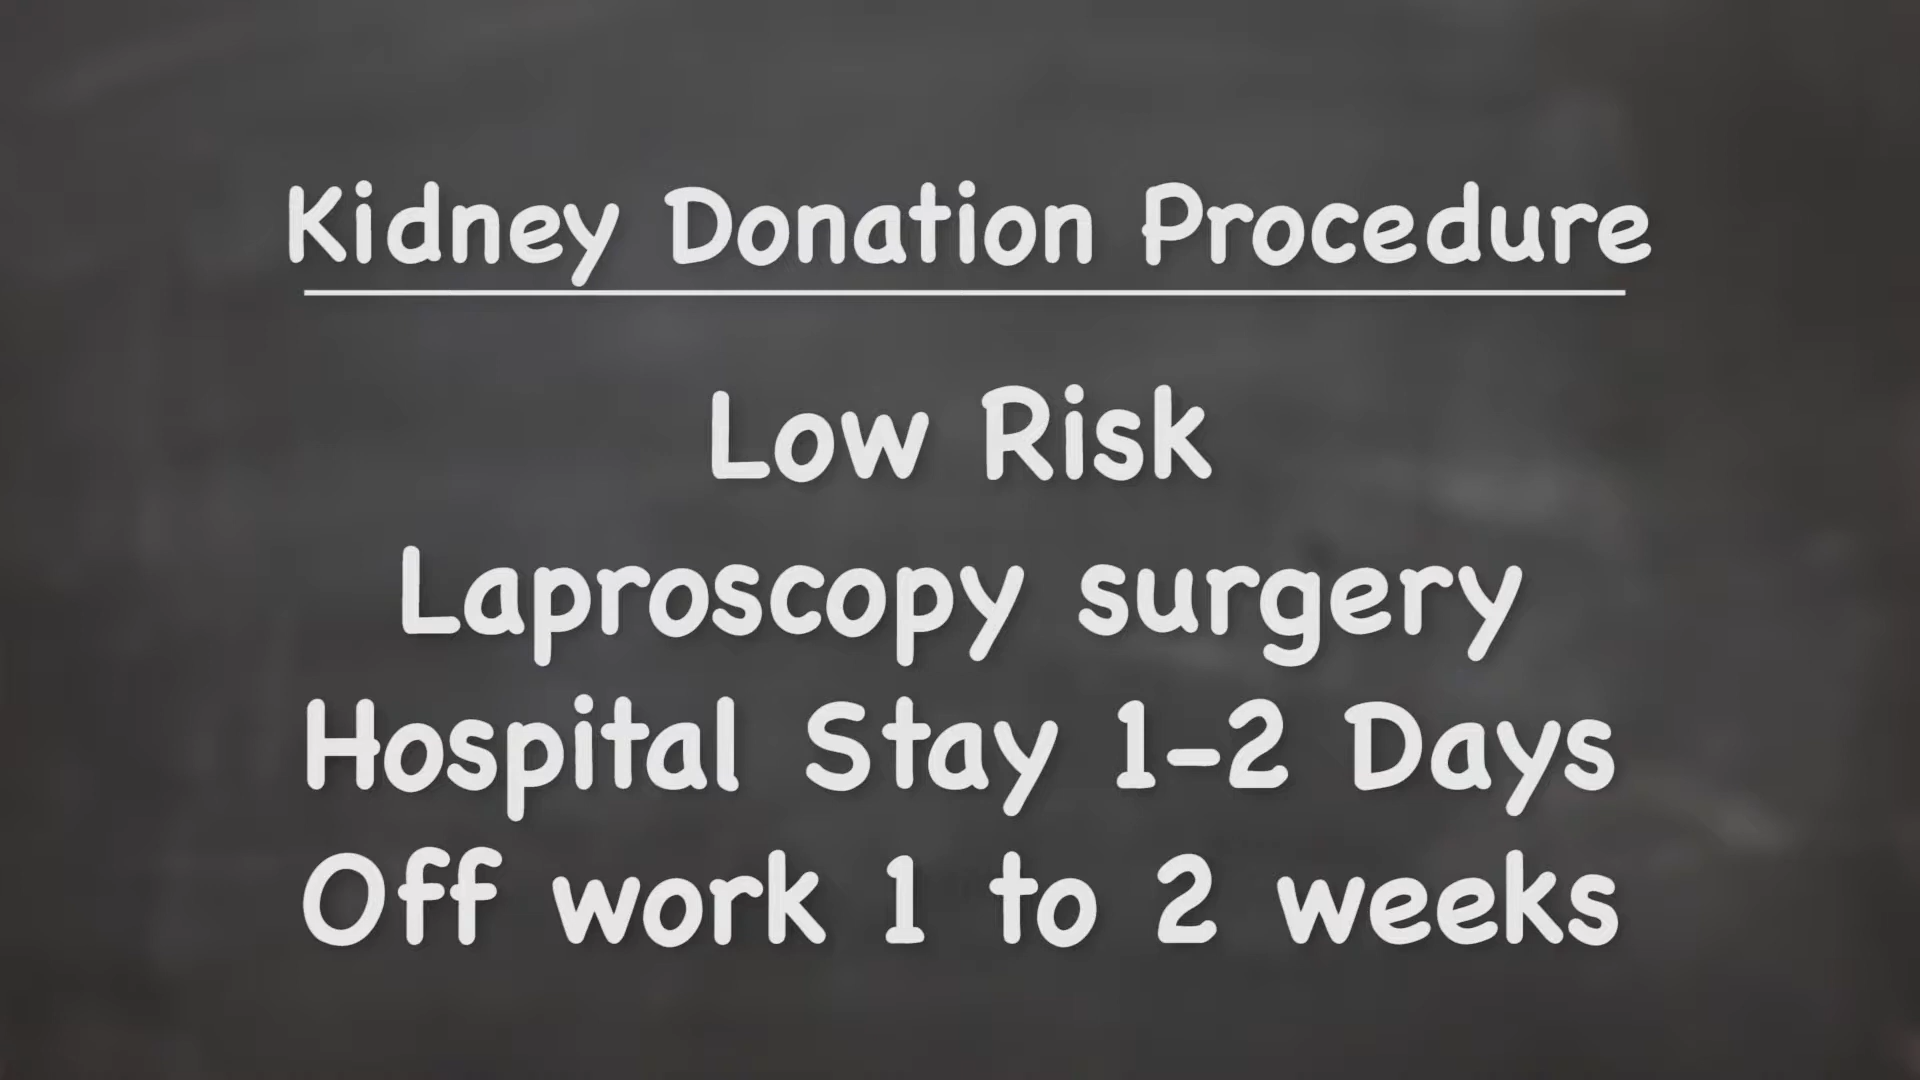 Kidney Donation Procedure
Low Risk
Laproscopy surgery
Hospital Stay 1-2 Days
Off work 1 to 2 weeks